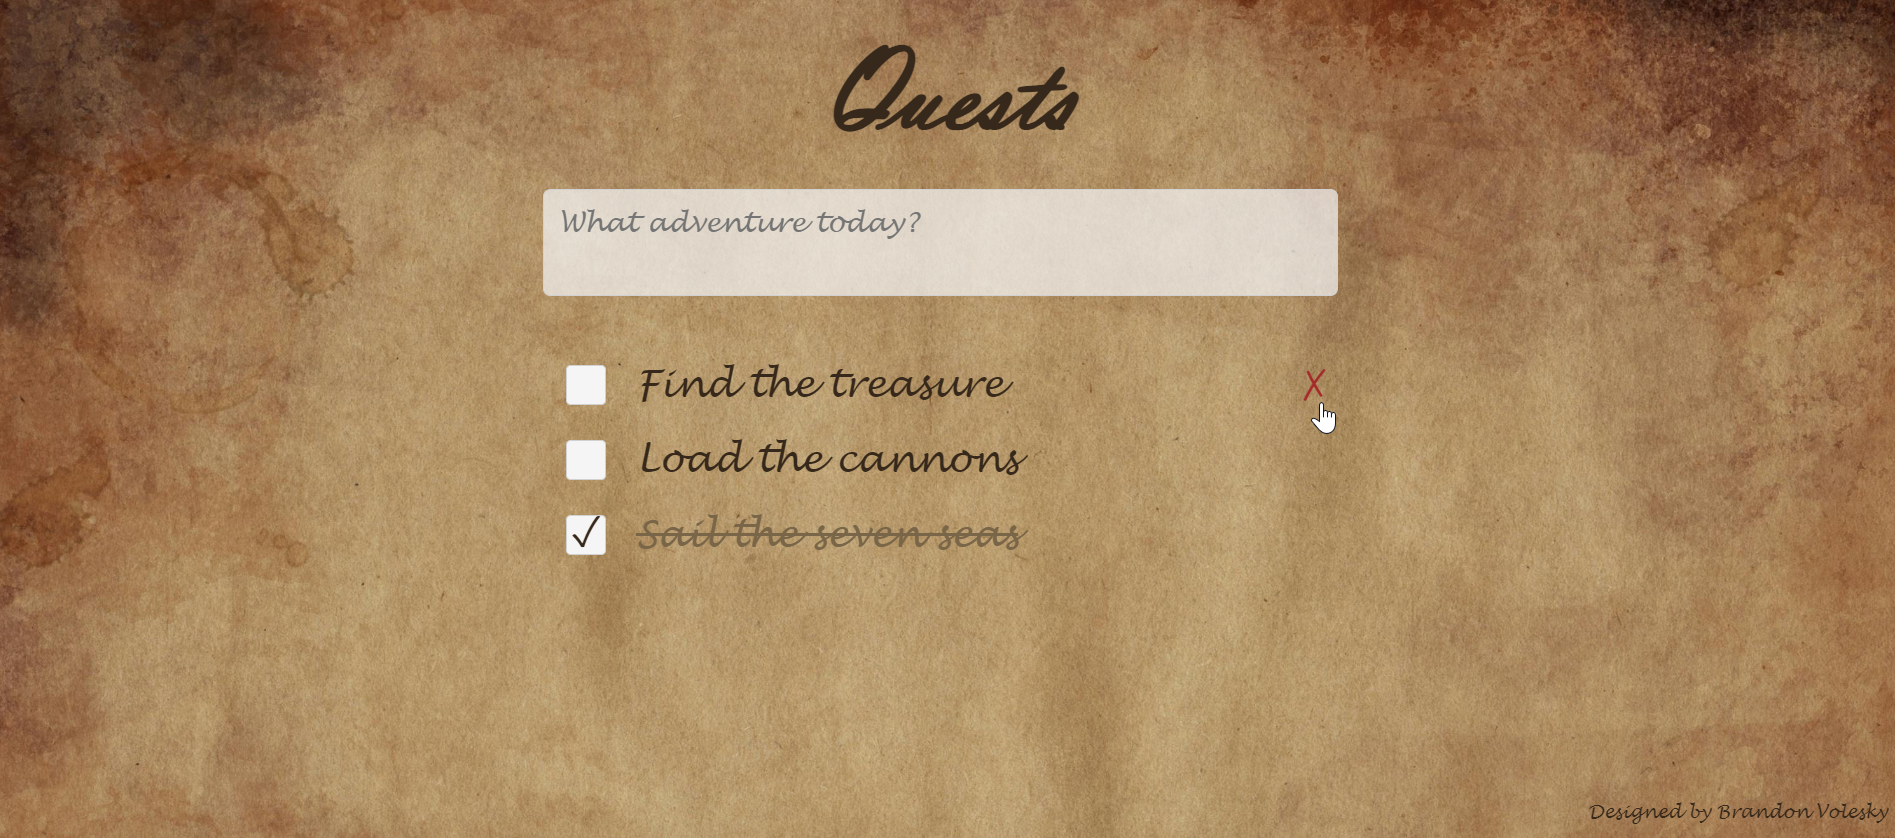 Quests
What adventure today?
Find the treasure
X
Load the cannons
✓ Sail the seven seas
Designed by Brandon Volesky